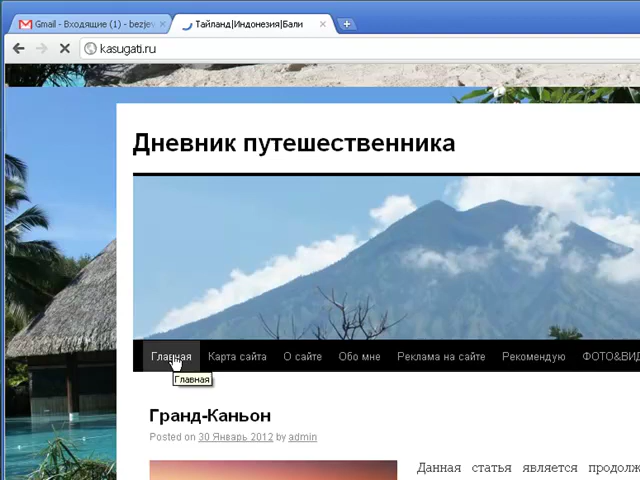 Gmail - Входящие (1) - bezjev
Тайланд|Индонезия|Бали
kasugati.ru
Дневник путешественника
Главная
Карта сайта
О сайте
Обо мне
Реклама на сайте
Рекомендую
ФОТО&ВИД
Главная
Гранд-Каньон
Posted on 30 Январь 2012 by admin
Данная статья является продолж